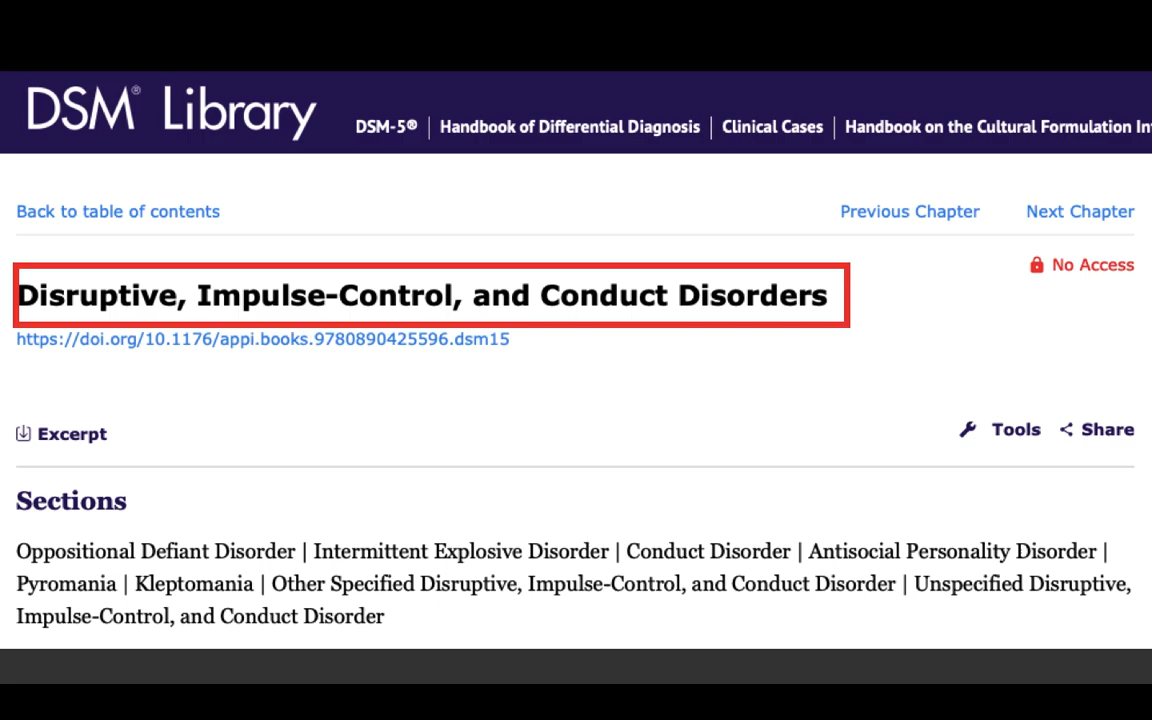 DSM® Library
DSM-5® | Handbook of Differential Diagnosis | Clinical Cases | Handbook on the Cultural Formulation In
Back to table of contents
Previous Chapter
Next Chapter
No Access
Disruptive, Impulse-Control, and Conduct Disorders
https://doi.org/10.1176/appi.books.9780890425596.dsm15
Excerpt
Tools
Share
Sections
Oppositional Defiant Disorder | Intermittent Explosive Disorder | Conduct Disorder | Antisocial Personality Disorder |
Pyromania | Kleptomania | Other Specified Disruptive, Impulse-Control, and Conduct Disorder | Unspecified Disruptive,
Impulse-Control, and Conduct Disorder